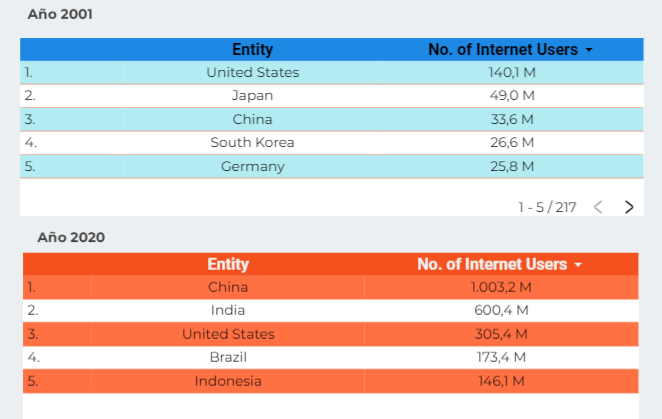 Año 2001
Entity No. of Internet Users
1. United States 140,1 M
2. Japan 49,0 M
3. China 33,6 M
4. South Korea 26,6 M
5. Germany 25,8 M
1 - 5 / 217
Año 2020
Entity No. of Internet Users
1. China 1.003,2 M
2. India 600,4 M
3. United States 305,4 M
4. Brazil 173,4 M
5. Indonesia 146,1 M